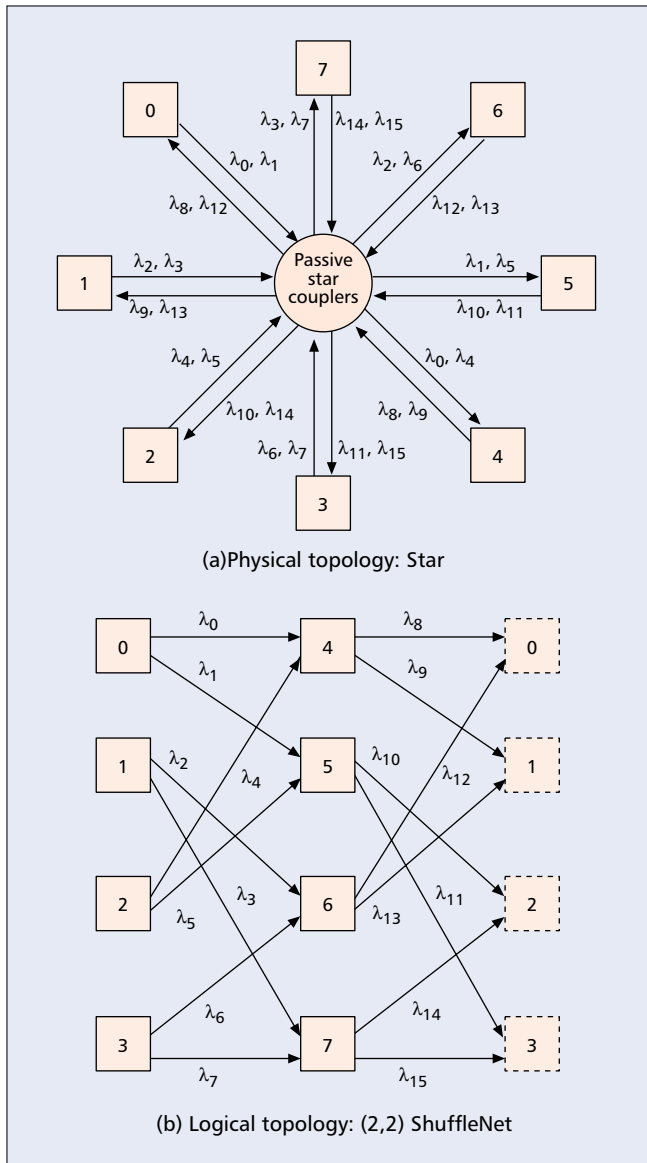 7
0
6
λ3, λ7
λ14, λ15
λ0, λ1
λ2, λ6
λ8, λ12
λ12, λ13
Passive
star
couplers
1
λ2, λ3
λ9, λ13
λ1, λ5
λ10, λ11
5
λ4, λ5
λ0, λ4
λ10, λ14
λ8, λ9
2
λ6, λ7
λ11, λ15
4
3
(a)Physical topology: Star
0
λ0
4
λ8
0
λ1
λ9
1
λ2
5
λ10
1
λ4
λ12
2
λ5
λ3
6
λ13
λ11
2
3
λ6
7
λ14
3
λ7
λ15
(b) Logical topology: (2,2) ShuffleNet